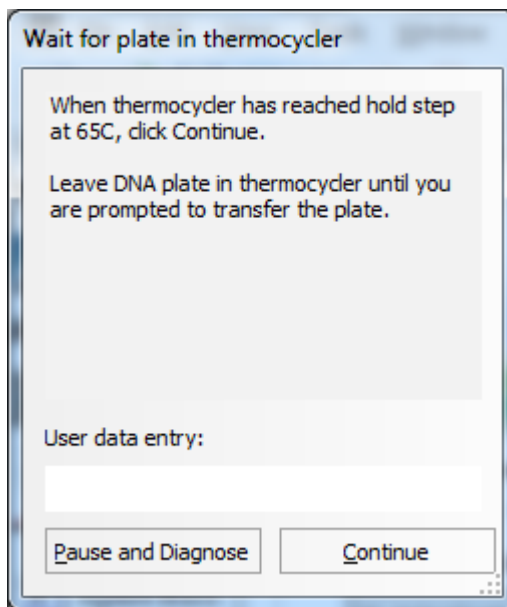 Wait for plate in thermocycler
When thermocycler has reached hold step
at 65C, click Continue.
Leave DNA plate in thermocycler until you
are prompted to transfer the plate.
User data entry:
Pause and Diagnose
Continue